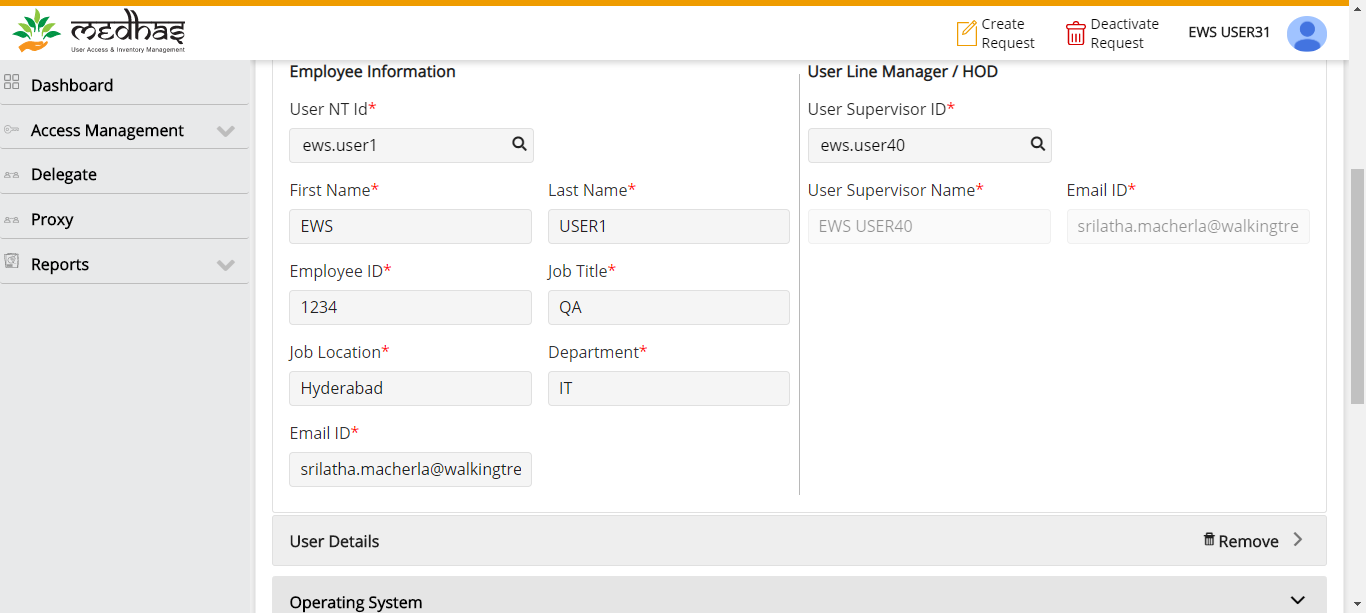 medhas
User Access & Inventory Management
Create
Request
Deactivate
Request
EWS USER31
Dashboard
Access Management
Delegate
Proxy
Reports
Employee Information
User NT Id*
ews.user1
First Name*
Last Name*
EWS
USER1
Employee ID*
Job Title*
1234
QA
Job Location*
Department*
Hyderabad
IT
Email ID*
srilatha.macherla@walkingtre
User Line Manager / HOD
User Supervisor ID*
ews.user40
User Supervisor Name*
Email ID*
EWS USER40
srilatha.macherla@walkingtre
User Details
Remove
Operating System